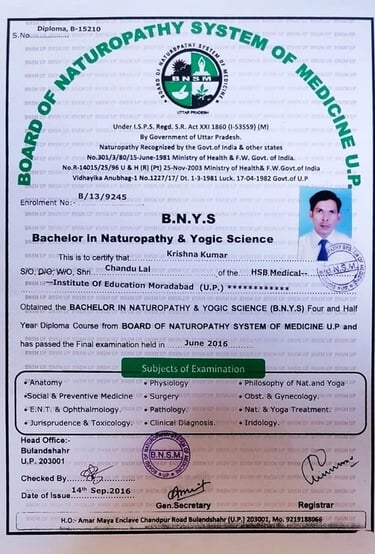 Diploma, B-15210
S.No.
BOARD OF NATUROPATHY SYSTEM OF MEDICINE U.P
BOARD OF NATUROPATHY SYSTEM OF MEDICINE
BNSM
UTTAR PRADESH
Under I.S.P.S. Regd. S.R. Act XXI 1860 (I-53559) (M)
By Government of Uttar Pradesh.
Naturopathy Recognized by the Govt.of India & other states
No.301/3/80/15-June-1981 Ministry of Health & F.W. Govt. of India.
No.R-14015/25/96 U & H (R) (Pt) 25-Nov-2003 Ministry of Health& F.W. Govt. of India.
Vidhayika Anubhag-1 No.1227/17/ Dt. 1-3-1981 Luck. 17-04-1982 Govt.of U.P
Enrolment No:- B/13/9245
B.N.Y.S
Bachelor in Naturopathy & Yogic Science
This is to certify that Krishna Kumar
S/O, D/O, W/O, Shri Chandu Lal of the HSB Medical--
--Institute Of Education Moradabad (U.P.) ************
Obtained the BACHELOR IN NATUROPATHY & YOGIC SCIENCE (B.N.Y.S) Four and Half
Year Diploma Course from BOARD OF NATUROPATHY SYSTEM OF MEDICINE U.P and
has passed the Final examination held in June 2016
Subjects of Examination
•Anatomy • Physiology • Philosophy of Nat.and Yoga
•Social & Preventive Medicine • Surgery • Obst. & Gynecology.
•E.N.T. & Ophthalmology. • Pathology. • Nat. & Yoga Treatment.
•Jurisprudence & Toxicology. • Clinical Diagnosis. • Iridology.
Head Office:-
Bulandshahr
U.P. 203001
B.N.S.M.
Checked By
Date of Issue 14th Sep.2016
Gen.Secretary
Registrar
H.O:- Amar Maya Enclave Chandpur Road Bulandshahr (U.P.) 203001, Mo. 9219188066